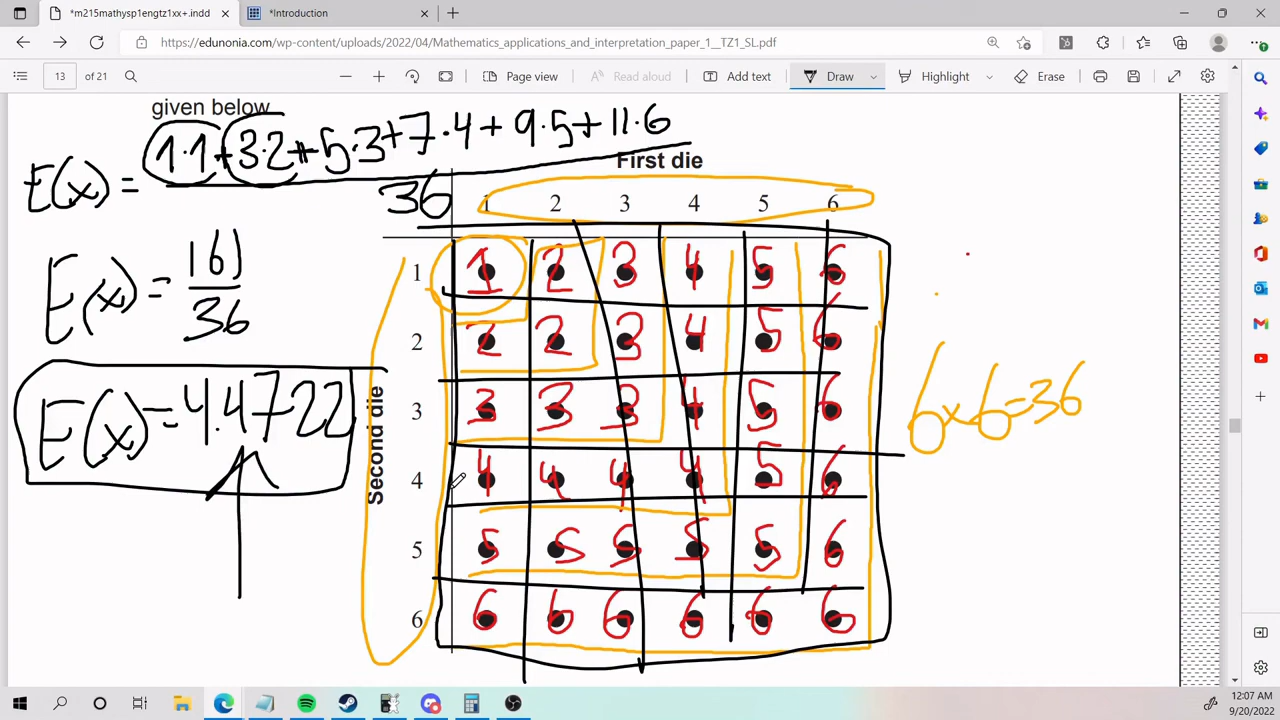 *m215mathysp1engtz1xx+.indd
*Introduction
https://edunonia.com/wp-content/uploads/2022/04/Mathematics_applications_and_interpretation_paper_1__TZ1_SL.pdf
13 of 21
Page view
Read aloud
Add text
Draw
Highlight
Erase
given below
E(x) = 1·1+3·2+5·3+7·4+9·5+11·6
36
First die
1 2 3 4 5 6
1 1 2 3 4 5 6
2 2 2 3 4 5 6
3 3 3 3 4 5 6
4 4 4 4 4 5 6
5 5 5 5 5 5 6
6 6 6 6 6 6 6
Second die
E(x) = 161
36
E(x)=4.4722
6x6=36
12:07 AM
9/20/2022